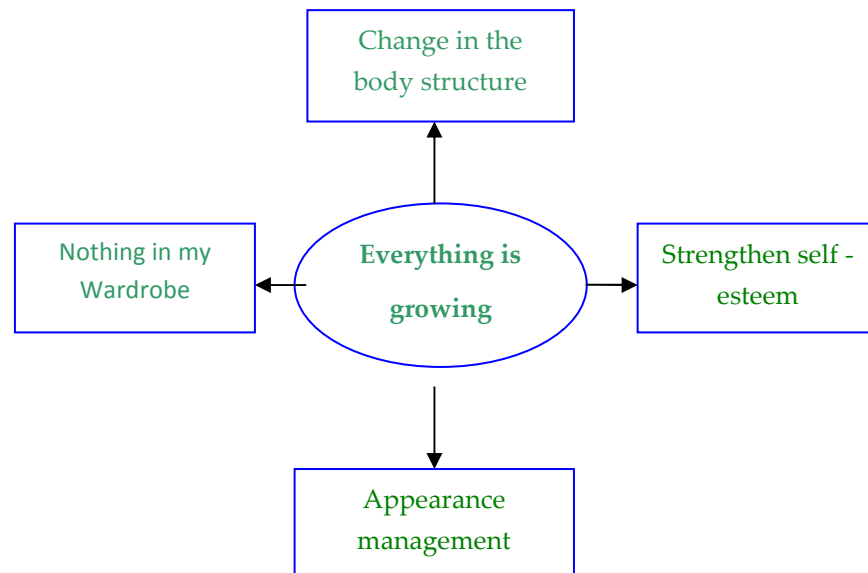 Change in the
body structure
Nothing in my
Wardrobe
Everything is
growing
Strengthen self -
esteem
Appearance
management